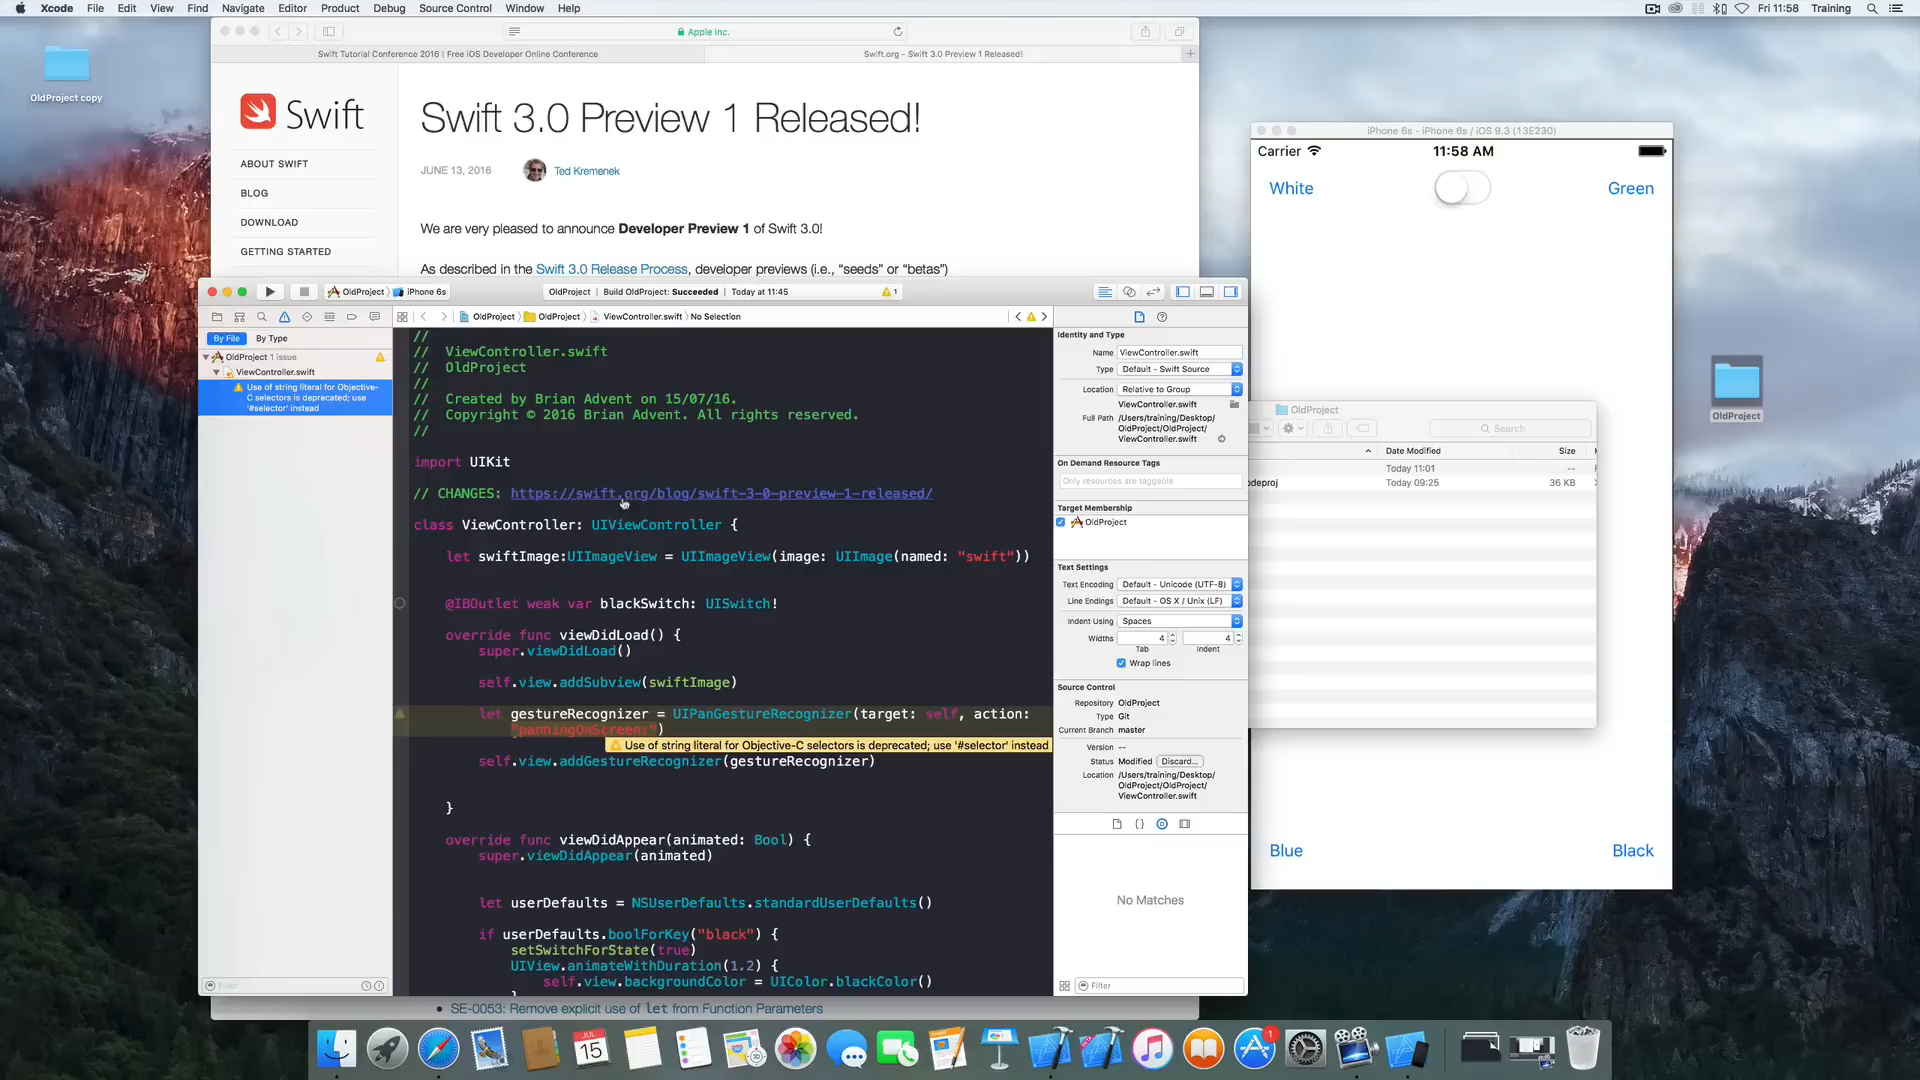 Xcode File Edit View Find Navigate Editor Product Debug Source Control Window Help
Fri 11:58 Training
OldProject copy
Apple Inc.
Swift Tutorial Conference 2016 | Free iOS Developer Online Conference
Swift.org - Swift 3.0 Preview 1 Released!
Swift
ABOUT SWIFT
BLOG
DOWNLOAD
GETTING STARTED
Swift 3.0 Preview 1 Released!
JUNE 13, 2016
Ted Kremenek
We are very pleased to announce Developer Preview 1 of Swift 3.0!
As described in the Swift 3.0 Release Process, developer previews (i.e., “seeds” or “betas”)
OldProject iPhone 6s
OldProject | Build OldProject: Succeeded | Today at 11:45
1
OldProject OldProject ViewController.swift No Selection
By File By Type
OldProject 1 issue
ViewController.swift
Use of string literal for Objective-
C selectors is deprecated; use
'#selector' instead
Filter
//
// ViewController.swift
// OldProject
//
// Created by Brian Advent on 15/07/16.
// Copyright © 2016 Brian Advent. All rights reserved.
//
import UIKit
// CHANGES: https://swift.org/blog/swift-3-0-preview-1-released/
class ViewController: UIViewController {
let swiftImage:UIImageView = UIImageView(image: UIImage(named: "swift"))
@IBOutlet weak var blackSwitch: UISwitch!
override func viewDidLoad() {
super.viewDidLoad()
self.view.addSubview(swiftImage)
let gestureRecognizer = UIPanGestureRecognizer(target: self, action:
"panningOnScreen:")
Use of string literal for Objective-C selectors is deprecated; use '#selector' instead
self.view.addGestureRecognizer(gestureRecognizer)
}
override func viewDidAppear(animated: Bool) {
super.viewDidAppear(animated)
let userDefaults = NSUserDefaults.standardUserDefaults()
if userDefaults.boolForKey("black") {
setSwitchForState(true)
UIView.animateWithDuration(1.2) {
self.view.backgroundColor = UIColor.blackColor()
Identity and Type
Name ViewController.swift
Type Default - Swift Source
Location Relative to Group
ViewController.swift
Full Path /Users/training/Desktop/
OldProject/OldProject/
ViewController.swift
On Demand Resource Tags
Only resources are taggable
Target Membership
OldProject
Text Settings
Text Encoding Default - Unicode (UTF-8)
Line Endings Default - OS X / Unix (LF)
Indent Using Spaces
Widths 4 4
Tab Indent
Wrap lines
Source Control
Repository OldProject
Type Git
Current Branch master
Version --
Status Modified Discard...
Location /Users/training/Desktop/
OldProject/OldProject/
ViewController.swift
No Matches
Filter
SE-0053: Remove explicit use of let from Function Parameters
iPhone 6s - iPhone 6s / iOS 9.3 (13E230)
Carrier 11:58 AM
White Green
OldProject
Search
Date Modified Size
Today 11:01 --
odeproj Today 09:25 36 KB
Blue Black
OldProject
JUL
15
3D
1